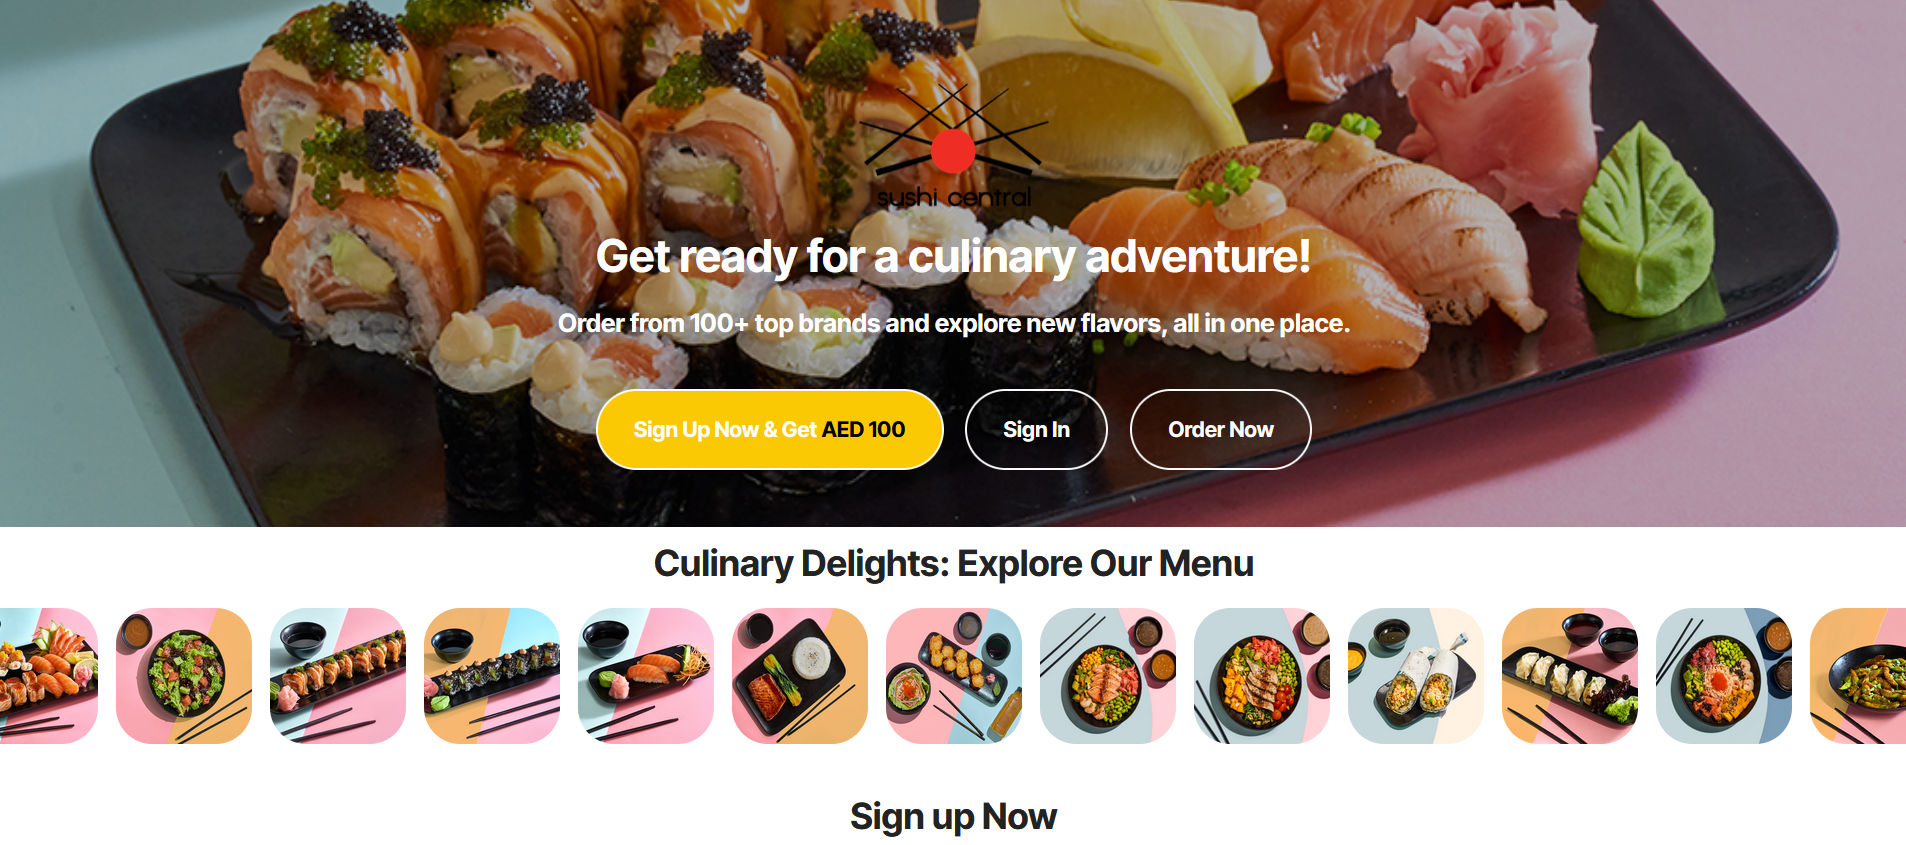 sushi central
Get ready for a culinary adventure!
Order from 100+ top brands and explore new flavors, all in one place.
Sign Up Now & Get AED 100
Sign In
Order Now
Culinary Delights: Explore Our Menu
Sign up Now